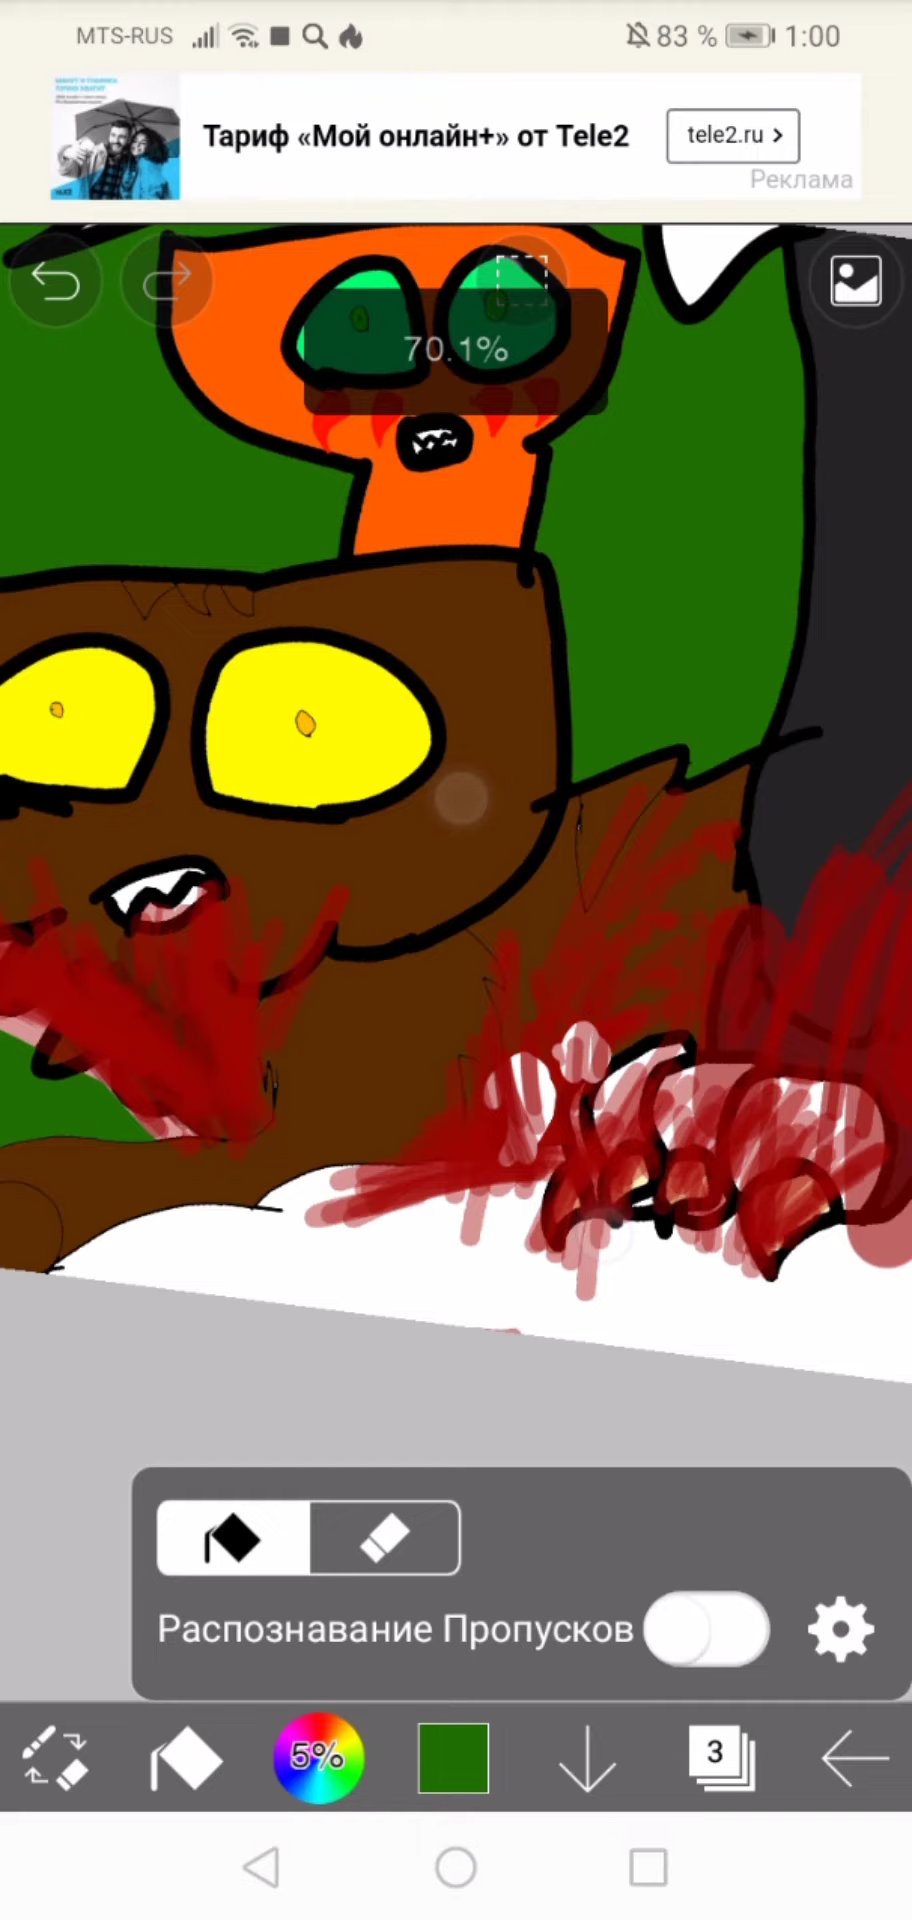 MTS-RUS
83 %
1:00
Тариф «Мой онлайн+» от Tele2
tele2.ru
Реклама
70.1%
Распознавание Пропусков
5%
3